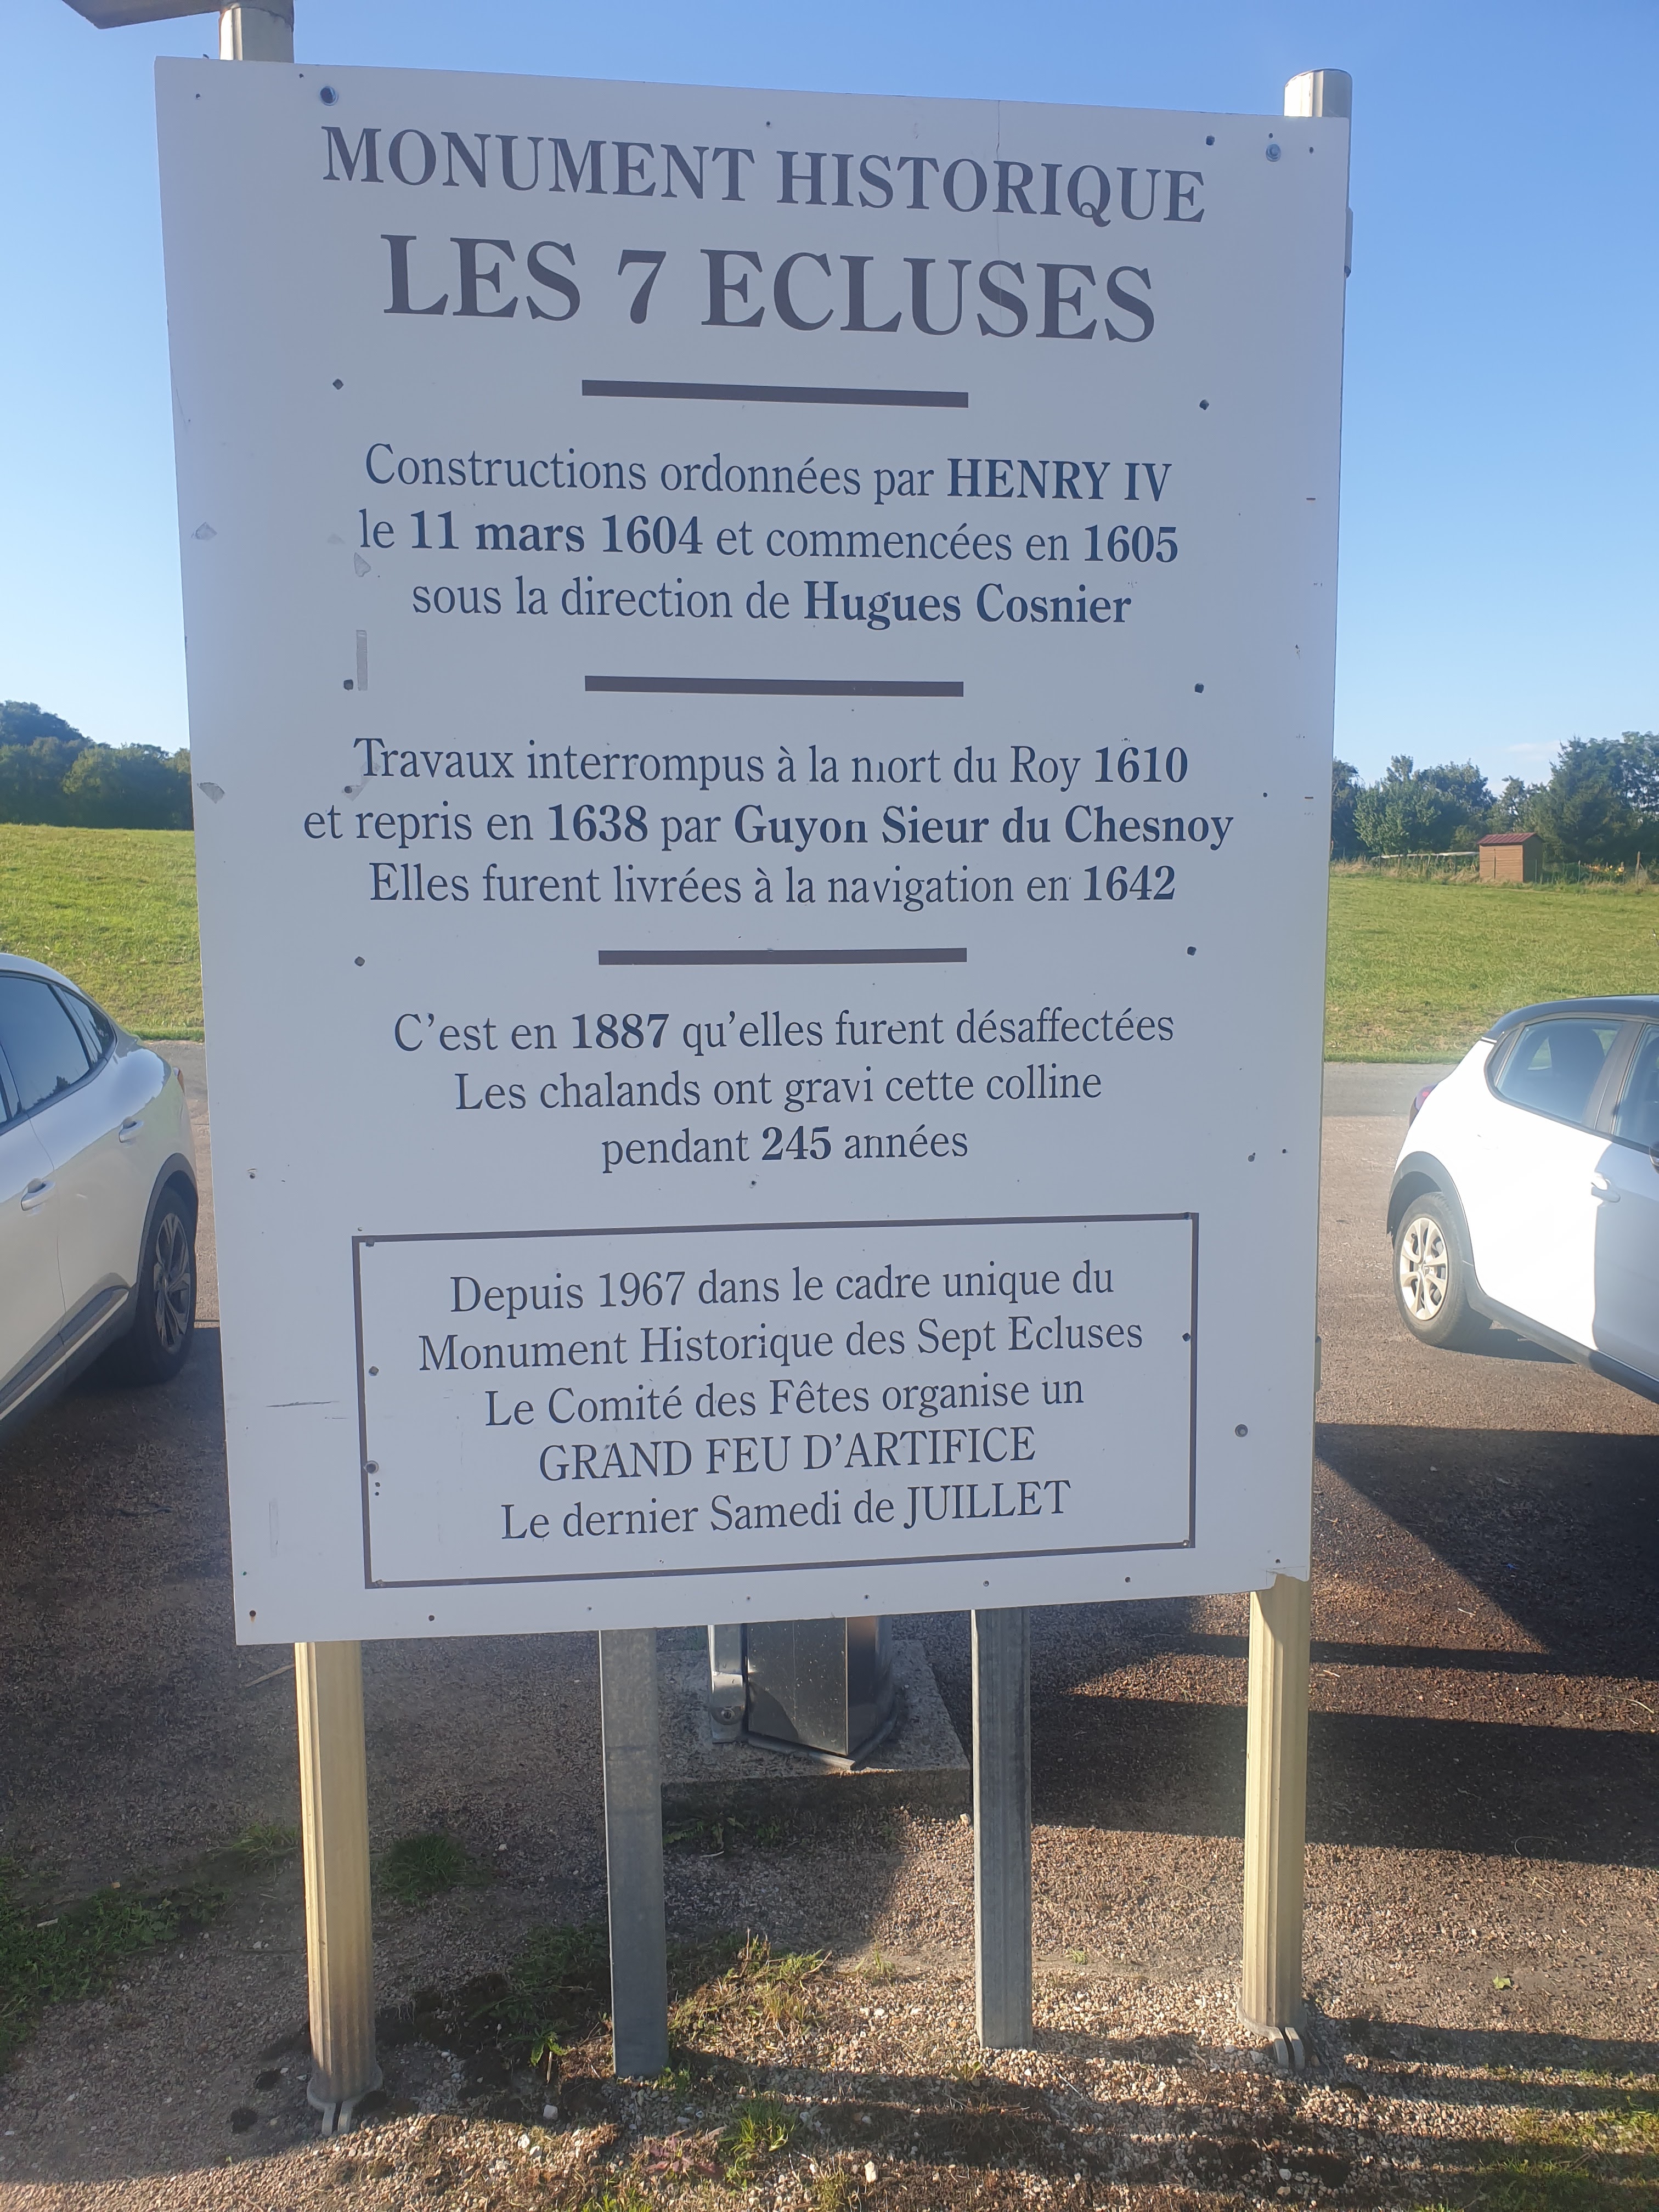 MONUMENT HISTORIQUE
LES 7 ECLUSES
Constructions ordonnées par HENRY IV
le 11 mars 1604 et commencées en 1605
sous la direction de Hugues Cosnier
Travaux interrompus à la mort du Roy 1610
et repris en 1638 par Guyon Sieur du Chesnoy
Elles furent livrées à la navigation en 1642
C'est en 1887 qu'elles furent désaffectées
Les chalands ont gravi cette colline
pendant 245 années
Depuis 1967 dans le cadre unique du
Monument Historique des Sept Ecluses
Le Comité des Fêtes organise un
GRAND FEU D'ARTIFICE
Le dernier Samedi de JUILLET